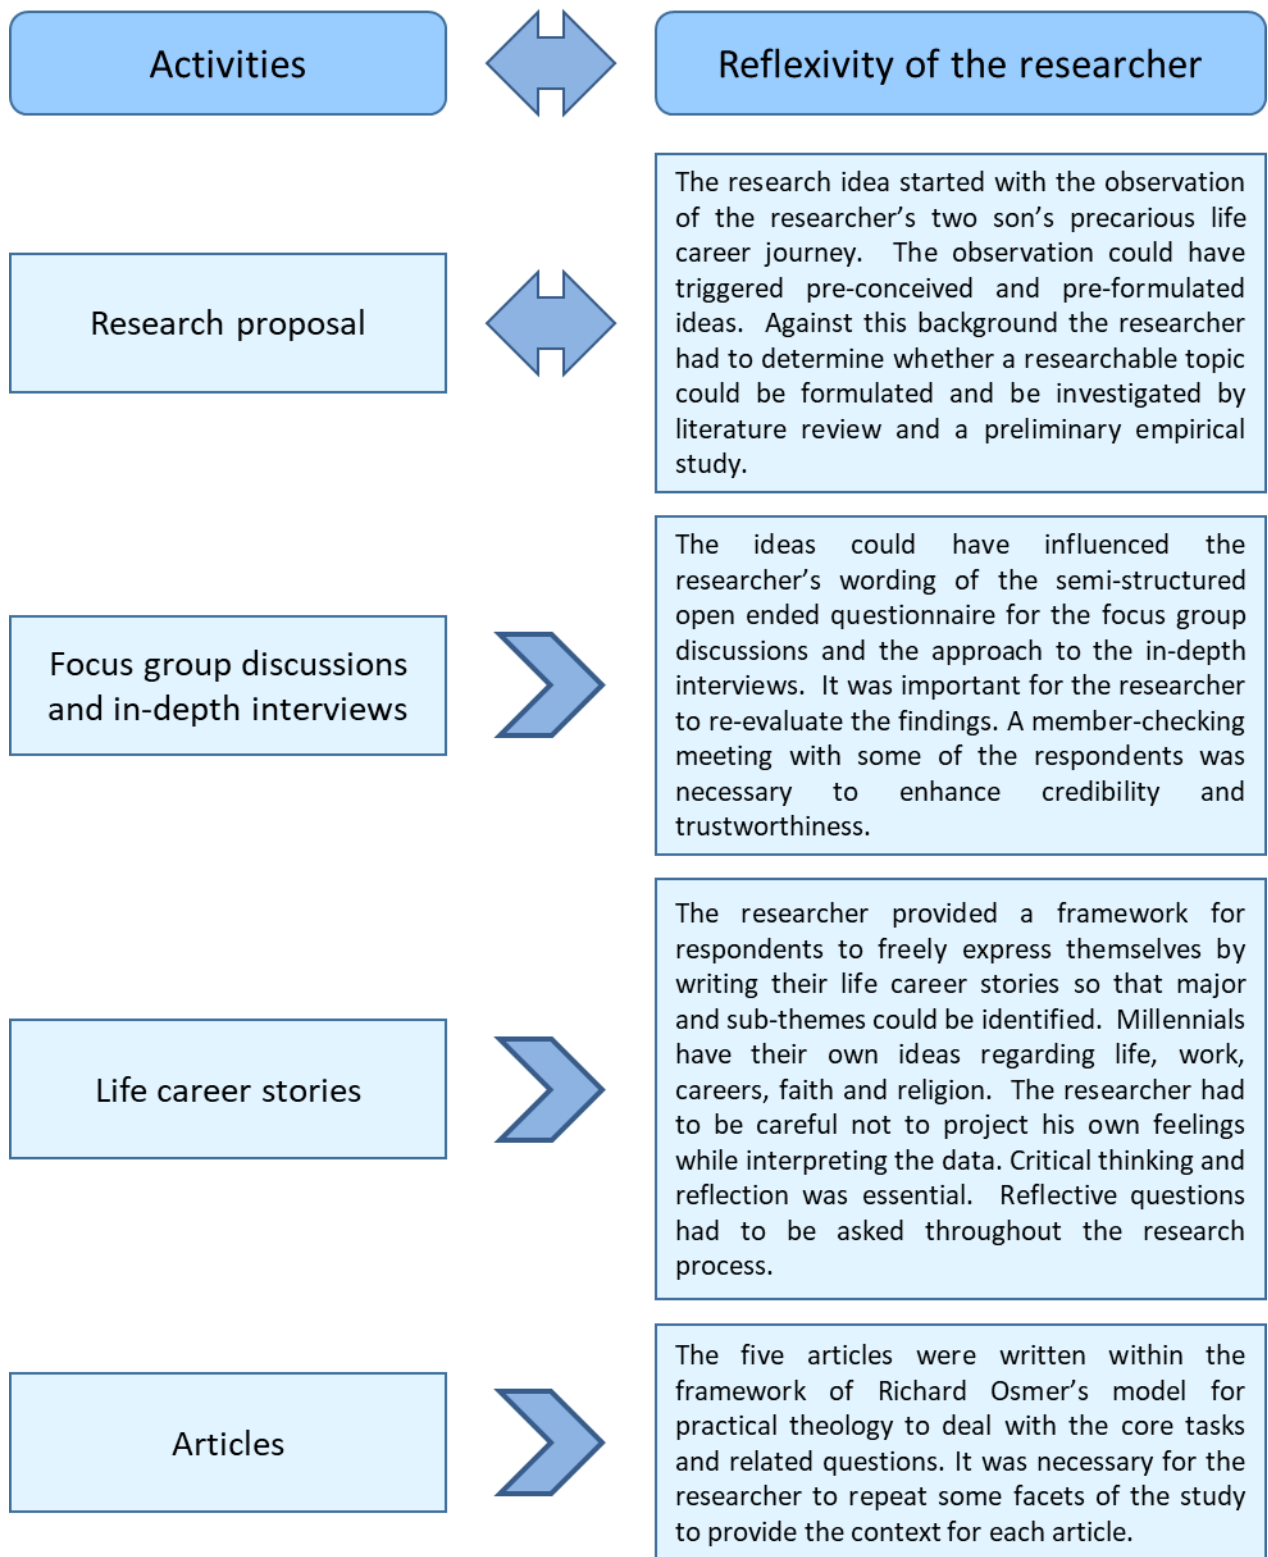 Activities
Reflexivity of the researcher
Research proposal
The research idea started with the observation
of the researcher’s two son’s precarious life
career journey. The observation could have
triggered pre-conceived and pre-formulated
ideas. Against this background the researcher
had to determine whether a researchable topic
could be formulated and be investigated by
literature review and a preliminary empirical
study.
Focus group discussions
and in-depth interviews
The ideas could have influenced the
researcher’s wording of the semi-structured
open ended questionnaire for the focus group
discussions and the approach to the in-depth
interviews. It was important for the researcher
to re-evaluate the findings. A member-checking
meeting with some of the respondents was
necessary to enhance credibility and
trustworthiness.
Life career stories
The researcher provided a framework for
respondents to freely express themselves by
writing their life career stories so that major
and sub-themes could be identified. Millennials
have their own ideas regarding life, work,
careers, faith and religion. The researcher had
to be careful not to project his own feelings
while interpreting the data. Critical thinking and
reflection was essential. Reflective questions
had to be asked throughout the research
process.
Articles
The five articles were written within the
framework of Richard Osmer’s model for
practical theology to deal with the core tasks
and related questions. It was necessary for the
researcher to repeat some facets of the study
to provide the context for each article.